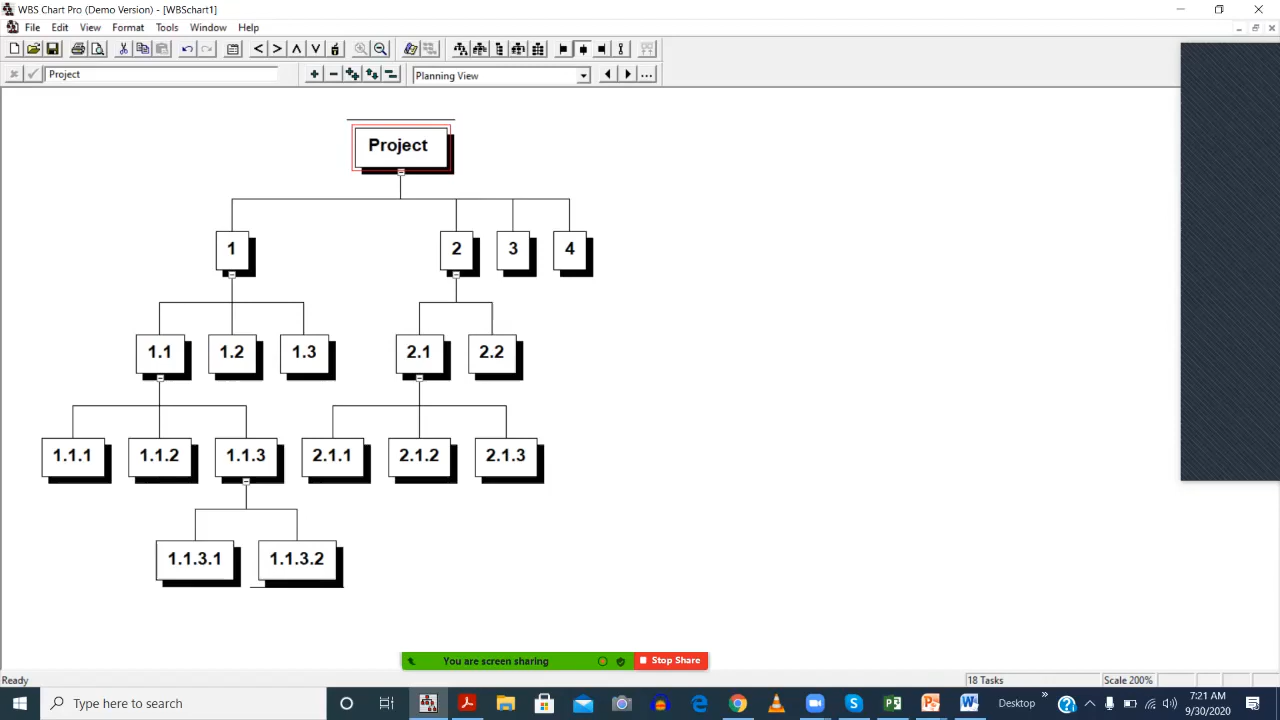 WBS Chart Pro (Demo Version) - [WBSchart1]
File Edit View Format Tools Window Help
Project
Planning View
Project
1 2 3 4
1.1 1.2 1.3 2.1 2.2
1.1.1 1.1.2 1.1.3 2.1.1 2.1.2 2.1.3
1.1.3.1 1.1.3.2
You are screen sharing Stop Share
Ready 18 Tasks Scale 200%
Type here to search Desktop 7:21 AM
9/30/2020